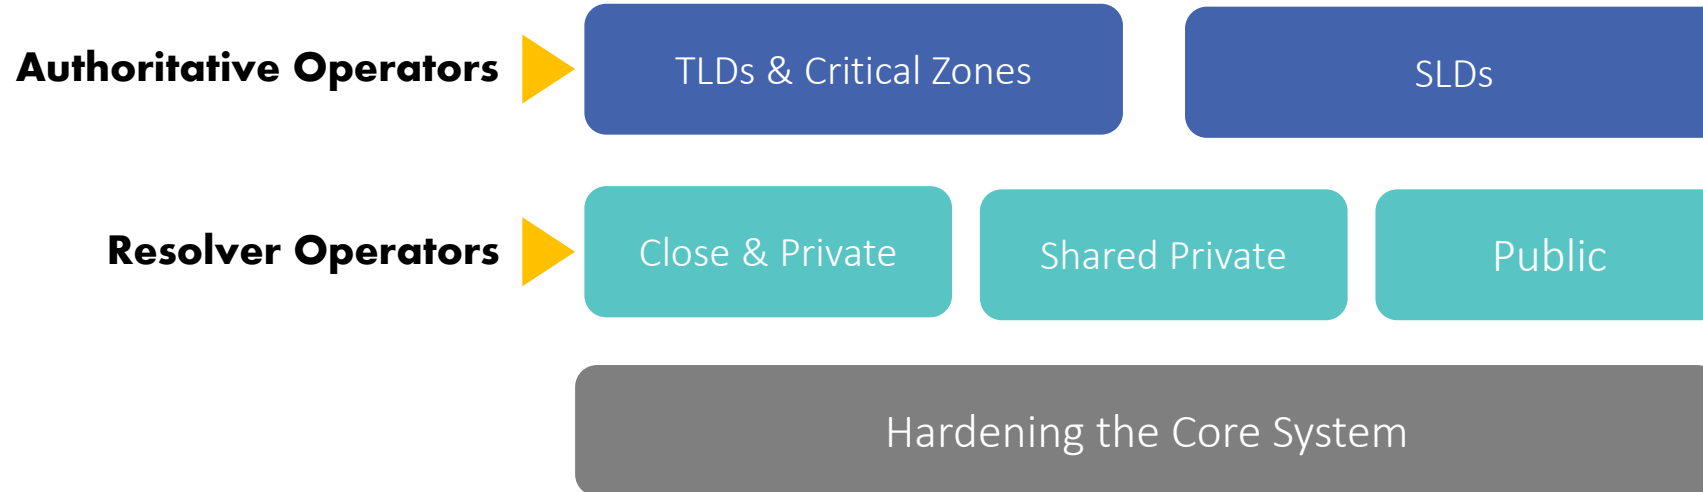 Authoritative Operators
TLDs & Critical Zones
SLDs
Resolver Operators
Close & Private
Shared Private
Public
Hardening the Core System